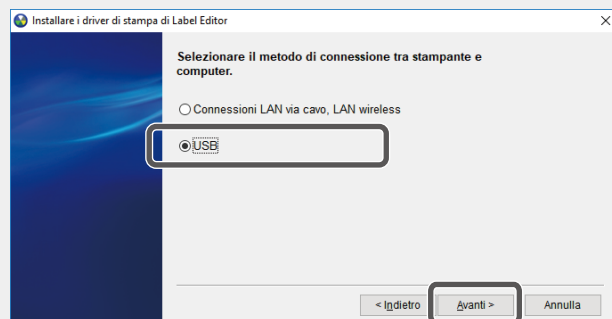 Installare i driver di stampa di Label Editor
Selezionare il metodo di connessione tra stampante e
computer.
Connessioni LAN via cavo, LAN wireless
USB
< Indietro
Avanti >
Annulla